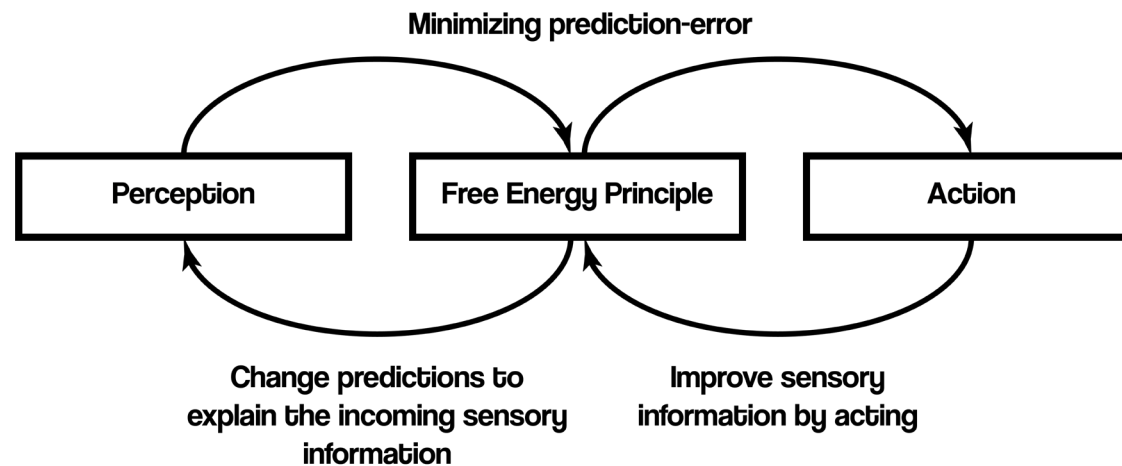 Minimizing prediction-error
Perception
Free Energy Principle
Action
Change predictions to
explain the incoming sensory
information
Improve sensory
information by acting